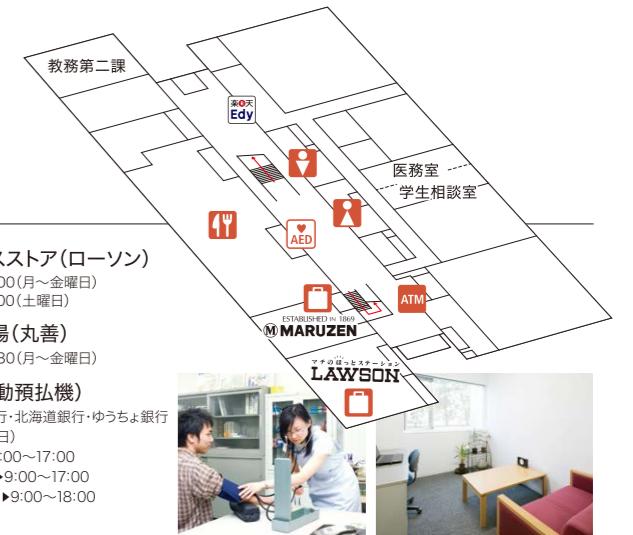 教務第二課
楽天
Edy
医務室
学生相談室
AED
ATM
ESTABLISHED IN 1869
M MARUZEN
マチのほっとステーション
LAWSON
スストア(ローソン)
00(月〜金曜日)
00(土曜日)
場(丸善)
30(月〜金曜日)
動預払機)
行・北海道銀行・ゆうちょ銀行
日)
:00〜17:00
▶9:00〜17:00
▶9:00〜18:00